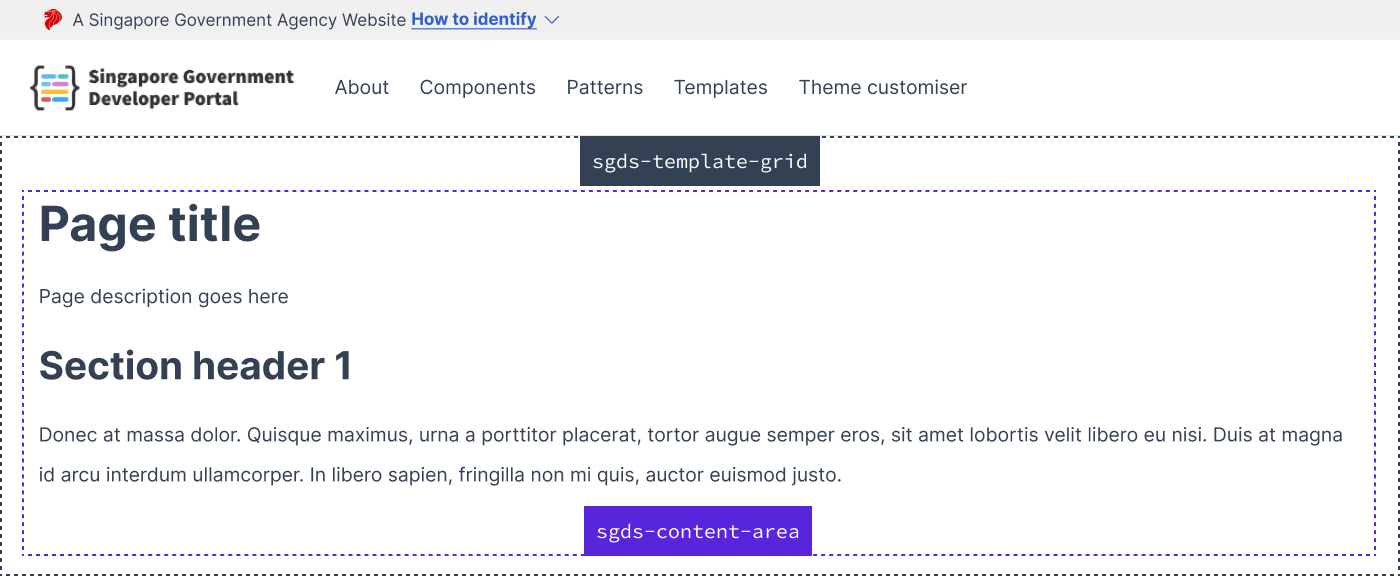 A Singapore Government Agency Website How to identify
Singapore Government
Developer Portal
About Components Patterns Templates Theme customiser
sgds-template-grid
Page title
Page description goes here
Section header 1
Donec at massa dolor. Quisque maximus, urna a porttitor placerat, tortor augue semper eros, sit amet lobortis velit libero eu nisi. Duis at magna
id arcu interdum ullamcorper. In libero sapien, fringilla non mi quis, auctor euismod justo.
sgds-content-area